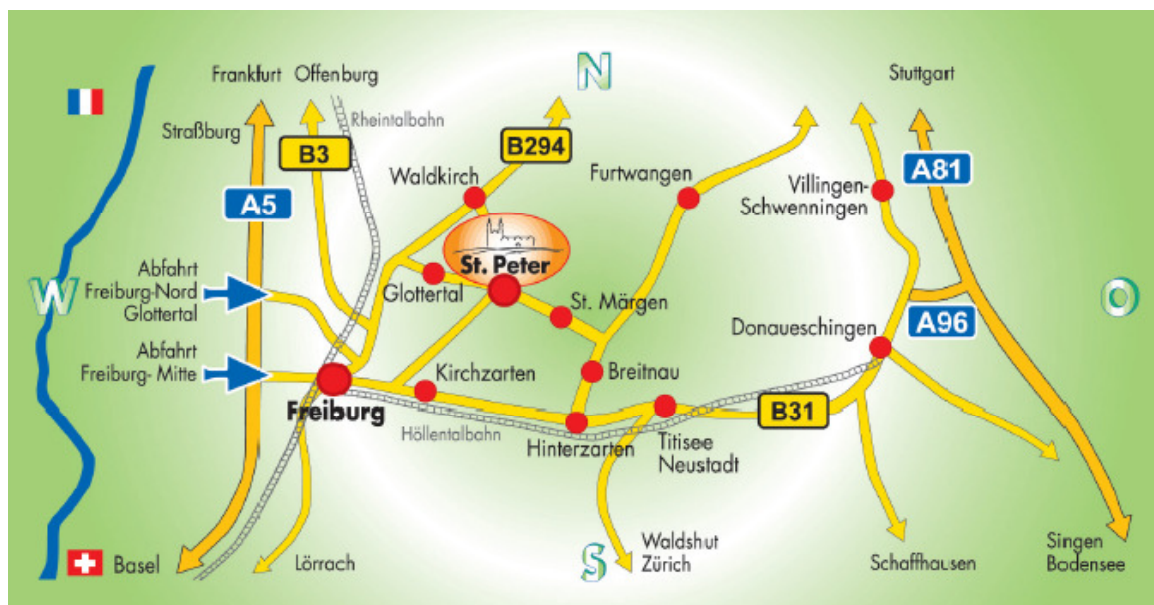 N
Frankfurt
Offenburg
Stuttgart
Rheintalbahn
Straßburg
B3
B294
A81
Waldkirch
Furtwangen
Villingen-
Schwenningen
A5
St. Peter
Abfahrt
Freiburg-Nord
Glottertal
W
Glottertal
St. Märgen
O
Donaueschingen
A96
Abfahrt
Freiburg- Mitte
Kirchzarten
Breitnau
Freiburg
B31
Höllentalbahn
Hinterzarten
Titisee
Neustadt
Basel
Lörrach
S
Waldshut
Zürich
Schaffhausen
Singen
Bodensee